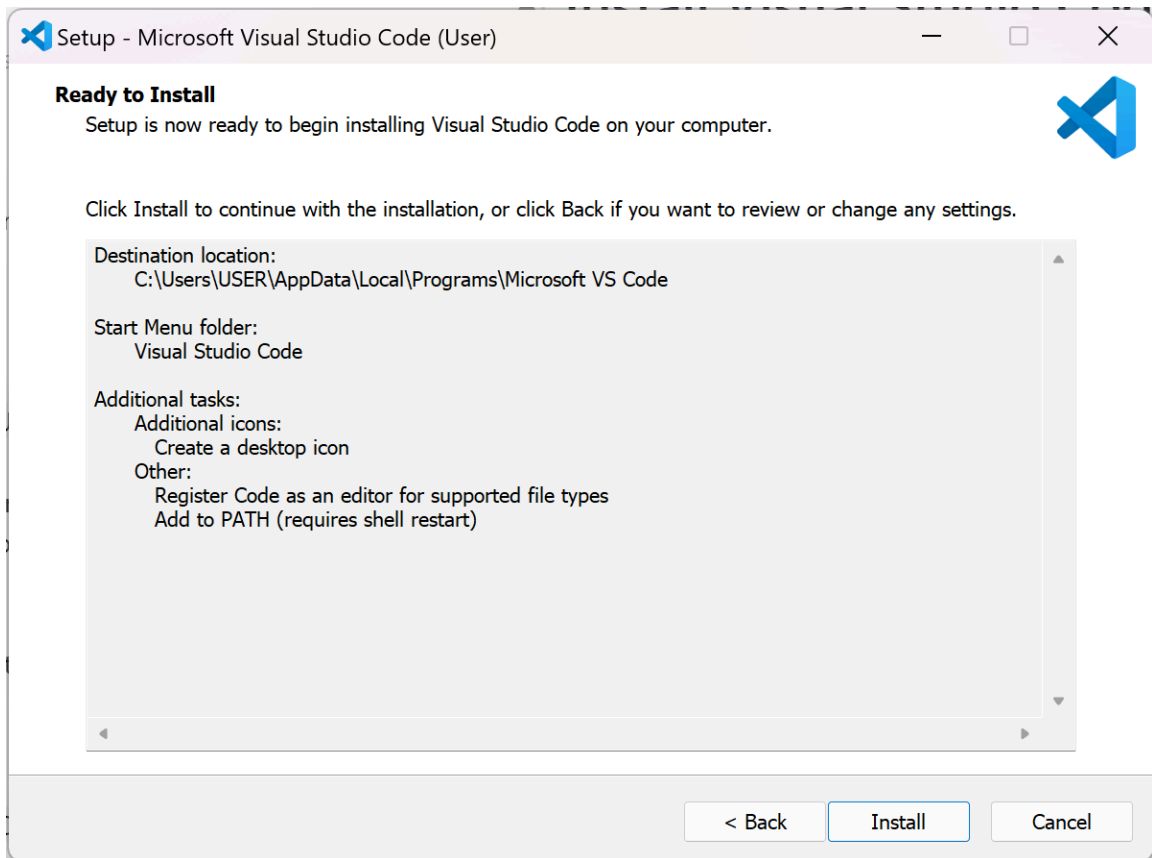 Setup - Microsoft Visual Studio Code (User)
Ready to Install
Setup is now ready to begin installing Visual Studio Code on your computer.
Click Install to continue with the installation, or click Back if you want to review or change any settings.
Destination location:
C:\Users\USER\AppData\Local\Programs\Microsoft VS Code
Start Menu folder:
Visual Studio Code
Additional tasks:
Additional icons:
Create a desktop icon
Other:
Register Code as an editor for supported file types
Add to PATH (requires shell restart)
< Back
Install
Cancel